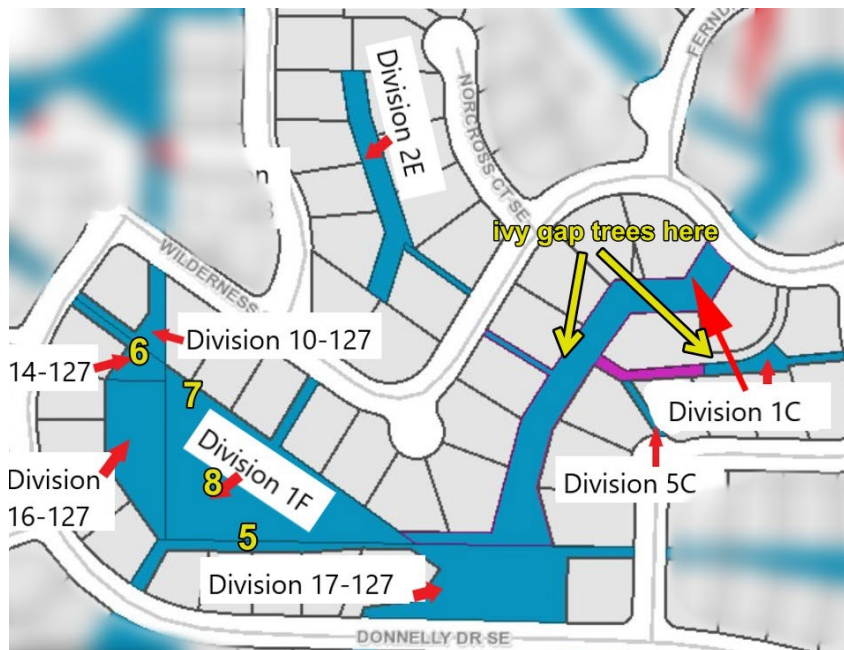 Division 2E
NORCROSS CT SE
FERND
ivy gap trees here
WILDERNESS
Division 10-127
14-127
6
7
Division 1F
8
Division
16-127
5
Division 17-127
Division 1C
Division 5C
DONNELLY DR SE